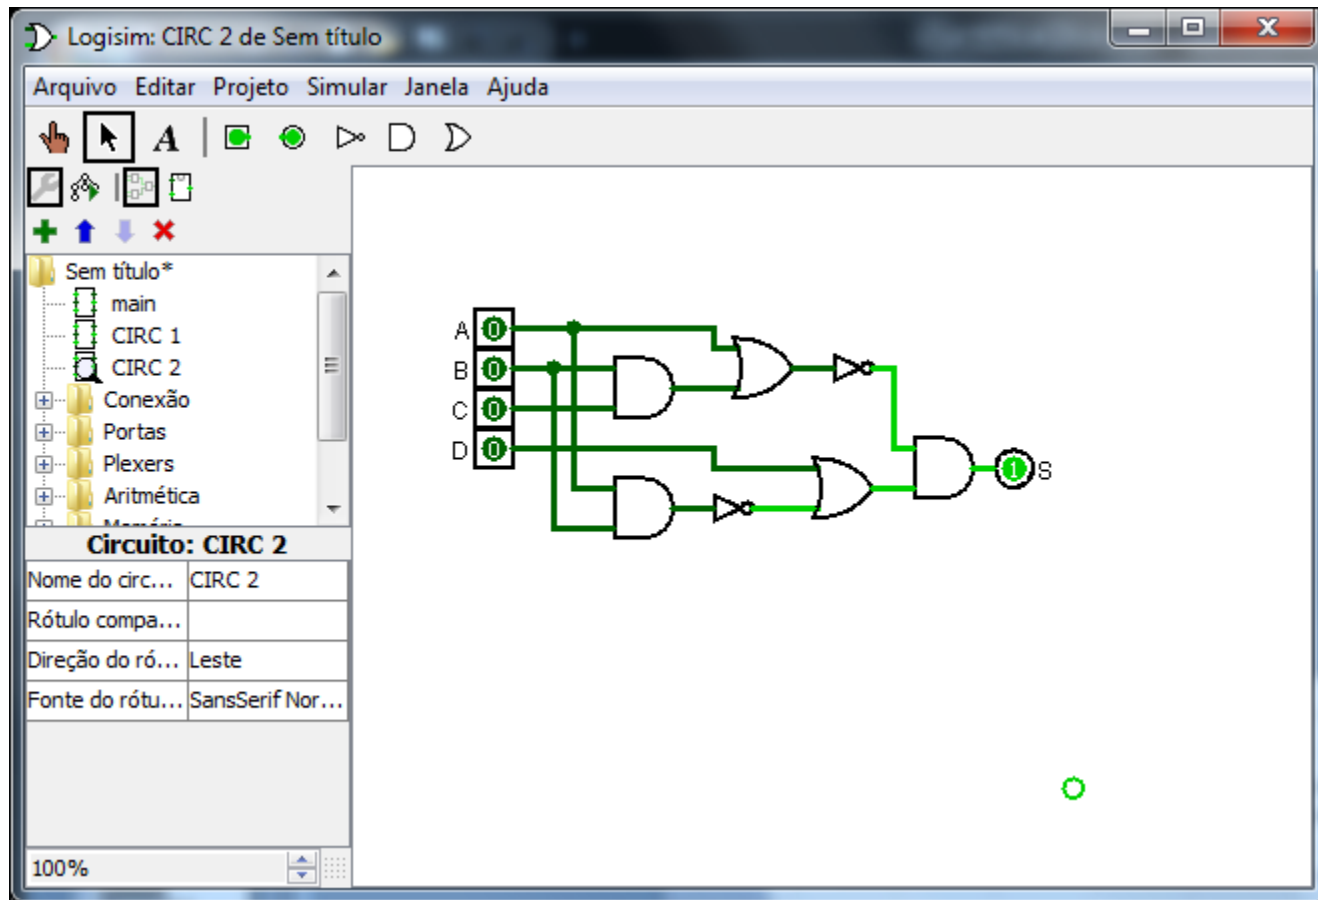 Logisim: CIRC 2 de Sem título
Arquivo Editar Projeto Simular Janela Ajuda
A
Sem título*
main
CIRC 1
CIRC 2
Conexão
Portas
Plexers
Aritmética
Memória
Circuito: CIRC 2
Nome do circ... CIRC 2
Rótulo compa...
Direção do ró... Leste
Fonte do rótu... SansSerif Nor...
100%
A 0
B 0
C 0
D 0
1 S